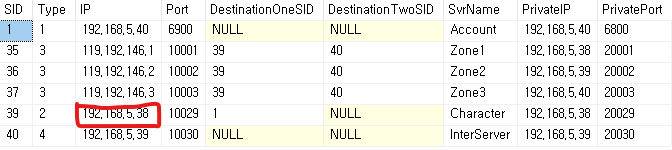 SID Type IP Port DestinationOneSID DestinationTwoSID SvrName PrivateIP PrivatePort
1 1 192,168,5,40 6900 NULL NULL Account 192,168,5,40 6800
35 3 119,192,146,1 10001 39 40 Zone1 192,168,5,38 20001
36 3 119,192,146,2 10002 39 40 Zone2 192,168,5,39 20002
37 3 119,192,146,3 10003 39 40 Zone3 192,168,5,40 20003
39 2 192,168,5,38 10029 1 NULL Character 192,168,5,38 20029
40 4 192,168,5,39 10030 NULL NULL InterServer 192,168,5,39 20030